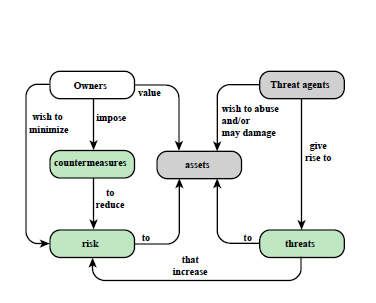 Owners
Threat agents
value
wish to
minimize
impose
wish to abuse
and/or
may damage
give
rise to
countermeasures
assets
to
reduce
risk
to
to
threats
that
increase